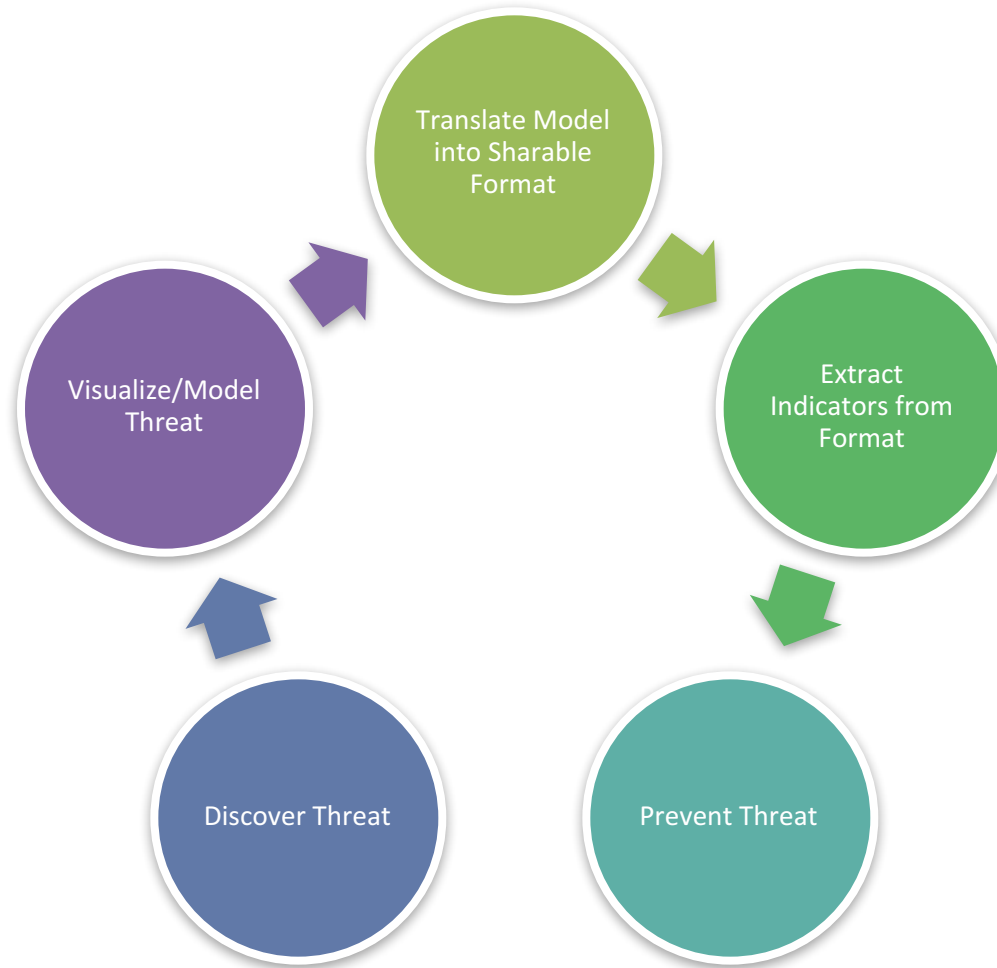 Translate Model
into Sharable
Format
Visualize/Model
Threat
Extract
Indicators from
Format
Discover Threat
Prevent Threat